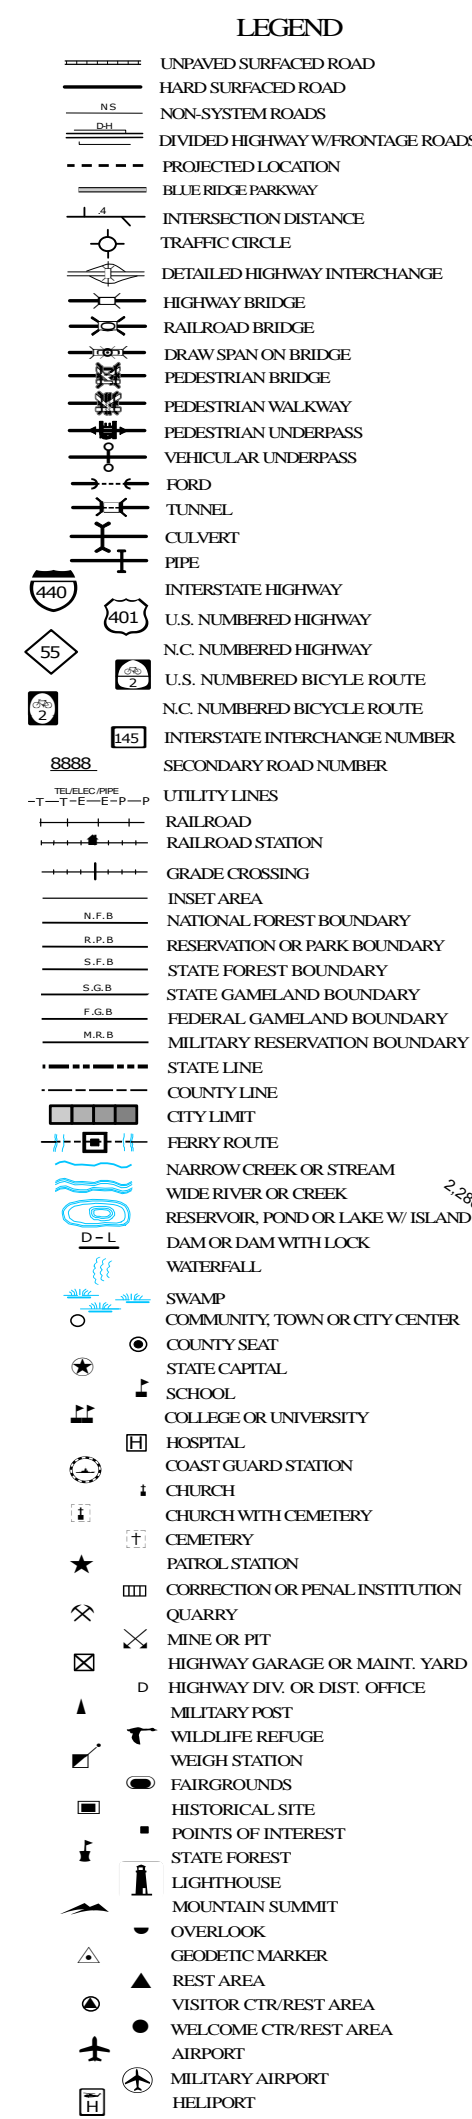 LEGEND
UNPAVED SURFACED ROAD
HARD SURFACED ROAD
NS NON-SYSTEM ROADS
D-H DIVIDED HIGHWAY W/FRONTAGE ROADS
PROJECTED LOCATION
BLUE RIDGE PARKWAY
.4 INTERSECTION DISTANCE
TRAFFIC CIRCLE
DETAILED HIGHWAY INTERCHANGE
HIGHWAY BRIDGE
RAILROAD BRIDGE
DRAW SPAN ON BRIDGE
PEDESTRIAN BRIDGE
PEDESTRIAN WALKWAY
PEDESTRIAN UNDERPASS
VEHICULAR UNDERPASS
FORD
TUNNEL
CULVERT
PIPE
440 INTERSTATE HIGHWAY
401 U.S. NUMBERED HIGHWAY
55 N.C. NUMBERED HIGHWAY
2 U.S. NUMBERED BICYLE ROUTE
2 N.C. NUMBERED BICYCLE ROUTE
145 INTERSTATE INTERCHANGE NUMBER
8888 SECONDARY ROAD NUMBER
TEL/ELEC/PIPE
-T-T-E-E-P-P UTILITY LINES
RAILROAD
RAILROAD STATION
GRADE CROSSING
INSET AREA
N.F.B NATIONAL FOREST BOUNDARY
R.P.B RESERVATION OR PARK BOUNDARY
S.F.B STATE FOREST BOUNDARY
S.G.B STATE GAMELAND BOUNDARY
F.G.B FEDERAL GAMELAND BOUNDARY
M.R.B MILITARY RESERVATION BOUNDARY
STATE LINE
COUNTY LINE
CITY LIMIT
FERRY ROUTE
NARROW CREEK OR STREAM
WIDE RIVER OR CREEK
RESERVOIR, POND OR LAKE W/ ISLAND
D-L DAM OR DAM WITH LOCK
WATERFALL
SWAMP
COMMUNITY, TOWN OR CITY CENTER
COUNTY SEAT
STATE CAPITAL
SCHOOL
COLLEGE OR UNIVERSITY
H HOSPITAL
COAST GUARD STATION
CHURCH
CHURCH WITH CEMETERY
CEMETERY
PATROL STATION
CORRECTION OR PENAL INSTITUTION
QUARRY
MINE OR PIT
HIGHWAY GARAGE OR MAINT. YARD
D HIGHWAY DIV. OR DIST. OFFICE
MILITARY POST
WILDLIFE REFUGE
WEIGH STATION
FAIRGROUNDS
HISTORICAL SITE
POINTS OF INTEREST
STATE FOREST
LIGHTHOUSE
MOUNTAIN SUMMIT
OVERLOOK
GEODETIC MARKER
REST AREA
VISITOR CTR/REST AREA
WELCOME CTR/REST AREA
AIRPORT
MILITARY AIRPORT
H HELIPORT